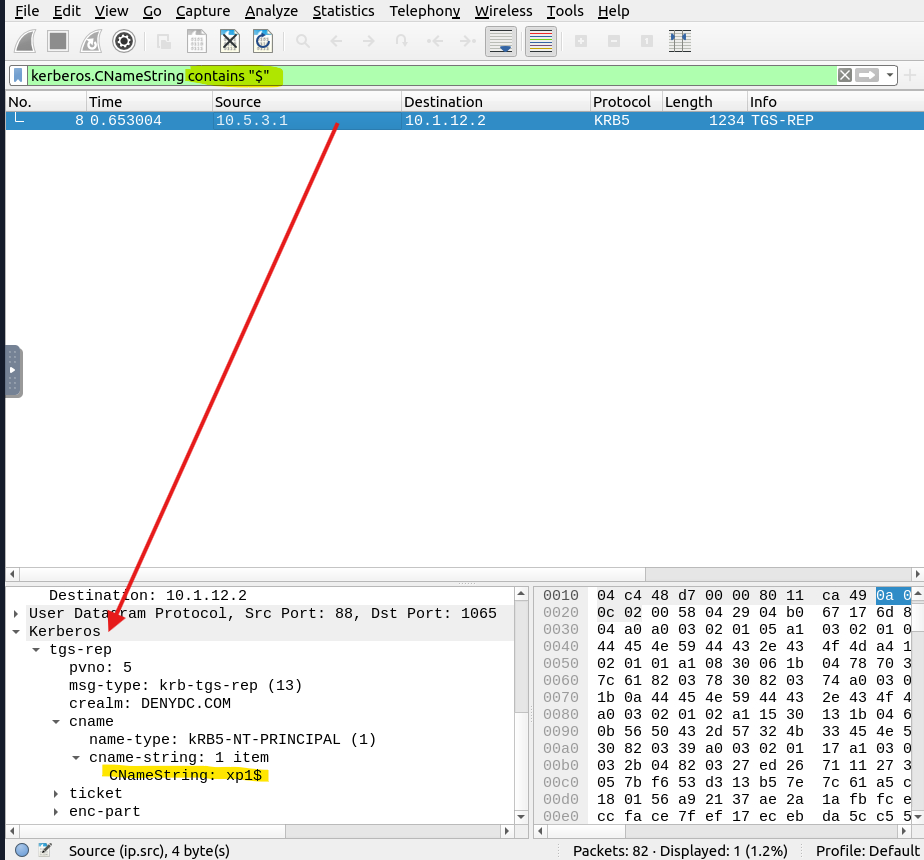 File Edit View Go Capture Analyze Statistics Telephony Wireless Tools Help
kerberos.CNameString contains "$"
No. Time Source Destination Protocol Length Info
8 0.653004 10.5.3.1 10.1.12.2 KRB5 1234 TGS-REP
Destination: 10.1.12.2
User Datagram Protocol, Src Port: 88, Dst Port: 1065
Kerberos
tgs-rep
pvno: 5
msg-type: krb-tgs-rep (13)
crealm: DENYDC.COM
cname
name-type: kRB5-NT-PRINCIPAL (1)
cname-string: 1 item
CNameString: xp1$
ticket
enc-part
0010 04 c4 48 d7 00 00 80 11 ca 49 0a 0
0020 0c 02 00 58 04 29 04 b0 67 17 6d 8
0030 04 a0 a0 03 02 01 05 a1 03 02 01 0
0040 44 45 4e 59 44 43 2e 43 4f 4d a4 1
0050 02 01 01 a1 08 30 06 1b 04 78 70 3
0060 7c 61 82 03 78 30 82 03 74 a0 03 0
0070 1b 0a 44 45 4e 59 44 43 2e 43 4f 4
0080 a0 03 02 01 02 a1 15 30 13 1b 04 6
0090 0b 56 50 43 2d 57 32 4b 33 45 4e 5
00a0 30 82 03 39 a0 03 02 01 17 a1 03 0
00b0 03 2b 04 82 03 27 ed 26 71 11 27 3
00c0 05 7b f6 53 d3 13 b5 7e 7c 61 a5 c
00d0 18 01 56 a9 21 37 ae 2a 1a fb fc e
00e0 cc fa ce 7f ef 17 ec eb da 5c c5 5
Source (ip.src), 4 byte(s) Packets: 82 · Displayed: 1 (1.2%) Profile: Default